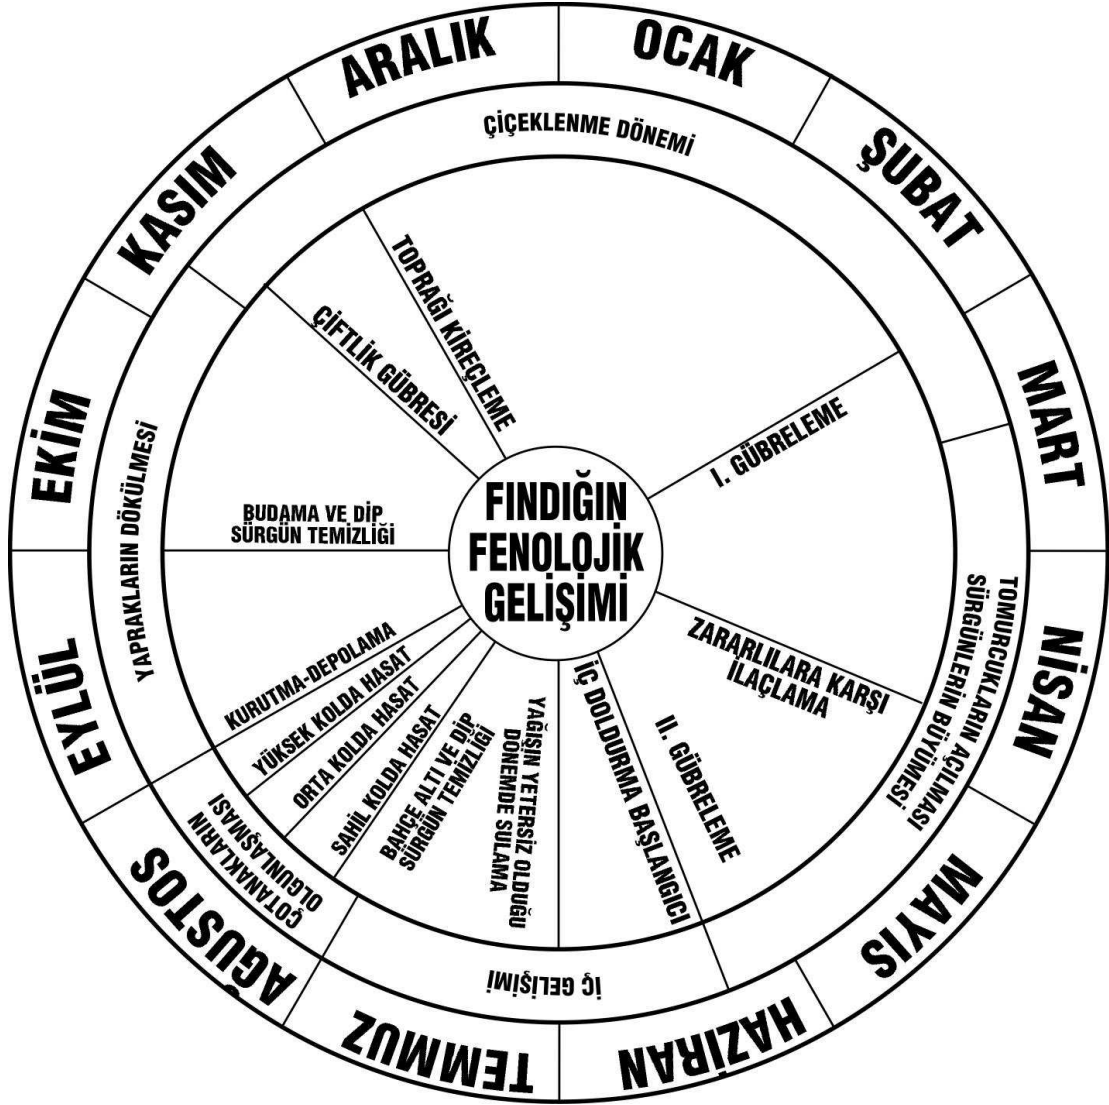 OCAK
ŞUBAT
MART
NİSAN
MAYIS
HAZİRAN
TEMMUZ
AĞUSTOS
EYLÜL
EKİM
KASIM
ARALIK
ÇİÇEKLENME DÖNEMİ
TOMURCUKLARIN AÇILMASI
SÜRGÜNLERİN BÜYÜMESİ
İÇ GELİŞİMİ
ÇOTANAKLARIN
OLGUNLAŞMASI
YAPRAKLARIN DÖKÜLMESİ
TOPRAĞI KİREÇLEME
I. GÜBRELEME
ZARARLILARA KARŞI
İLAÇLAMA
II. GÜBRELEME
İÇ DOLDURMA BAŞLANGICI
YAĞIŞIN YETERSİZ OLDUĞU
DÖNEMDE SULAMA
BAHÇE ALTI VE DİP
SÜRGÜN TEMİZLİĞİ
SAHİL KOLDA HASAT
ORTA KOLDA HASAT
YÜKSEK KOLDA HASAT
KURUTMA-DEPOLAMA
BUDAMA VE DİP
SÜRGÜN TEMİZLİĞİ
ÇİFTLİK GÜBRESİ
FINDIĞIN
FENOLOJİK
GELİŞİMİ